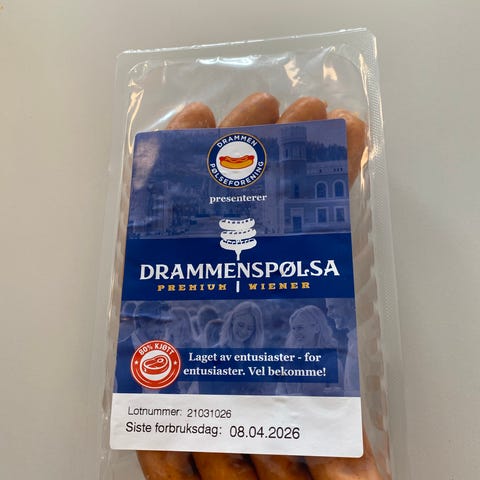 DRAMMEN
PØLSEFORENING
presenterer
DRAMMENSPØLSA
PREMIUM WIENER
80% KJØTT
Laget av entusiaster - for
entusiaster. Vel bekomme!
Lotnummer: 21031026
Siste forbruksdag: 08.04.2026